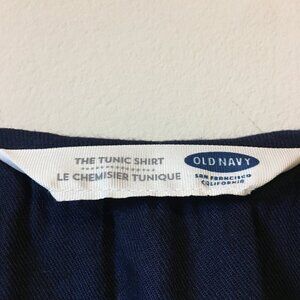 THE TUNIC SHIRT
LE CHEMISIER TUNIQUE
OLD NAVY
SAN FRANCISCO
CALIFORNIA